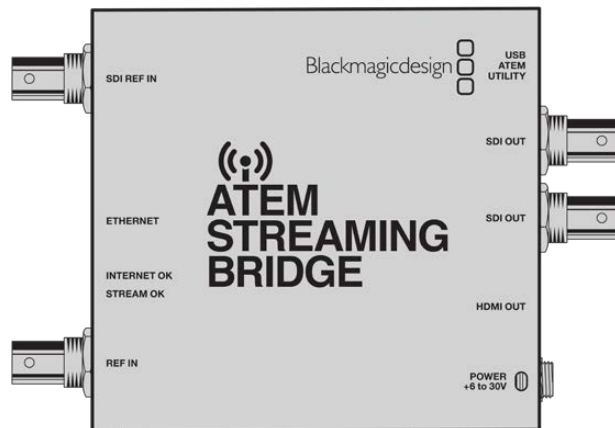 SDI REF IN
Blackmagicdesign
USB
ATEM
UTILITY
SDI OUT
ATEM
STREAMING
BRIDGE
ETHERNET
SDI OUT
INTERNET OK
STREAM OK
HDMI OUT
REF IN
POWER
+6 to 30V